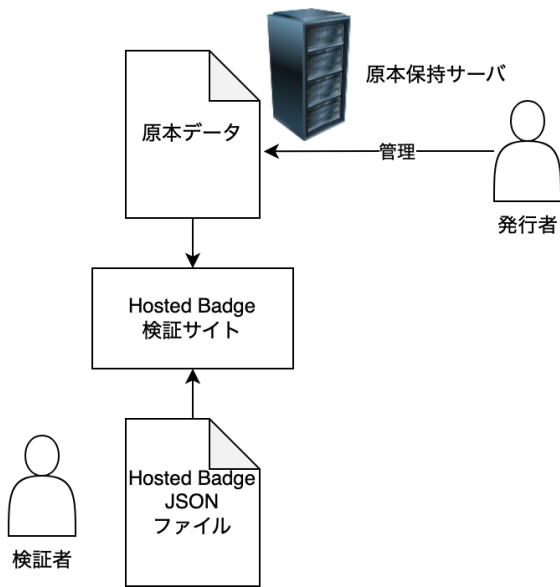 原本保持サーバ
原本データ
管理
発行者
Hosted Badge
検証サイト
Hosted Badge
JSON
ファイル
検証者